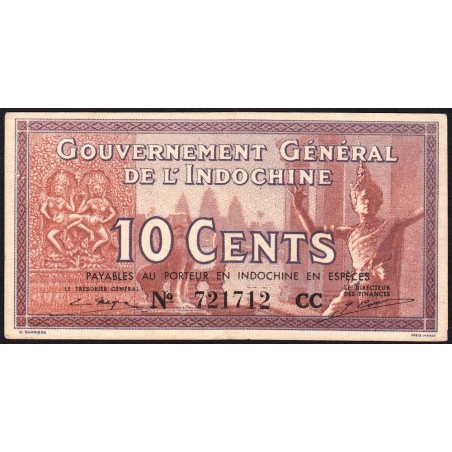 GOUVERNEMENT GÉNÉRAL
DE L'INDOCHINE
10 CENTS
PAYABLES AU PORTEUR EN INDOCHINE EN ESPÈCES
LE TRÉSORIER GÉNÉRAL
LE DIRECTEUR
DES FINANCES
No 721712 CC